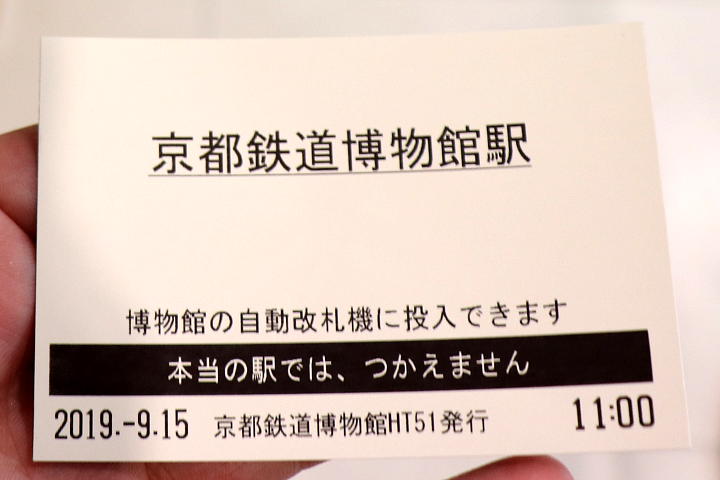 京都鉄道博物館駅
博物館の自動改札機に投入できます
本当の駅では、つかえません
2019.-9.15 京都鉄道博物館HT51発行 11:00